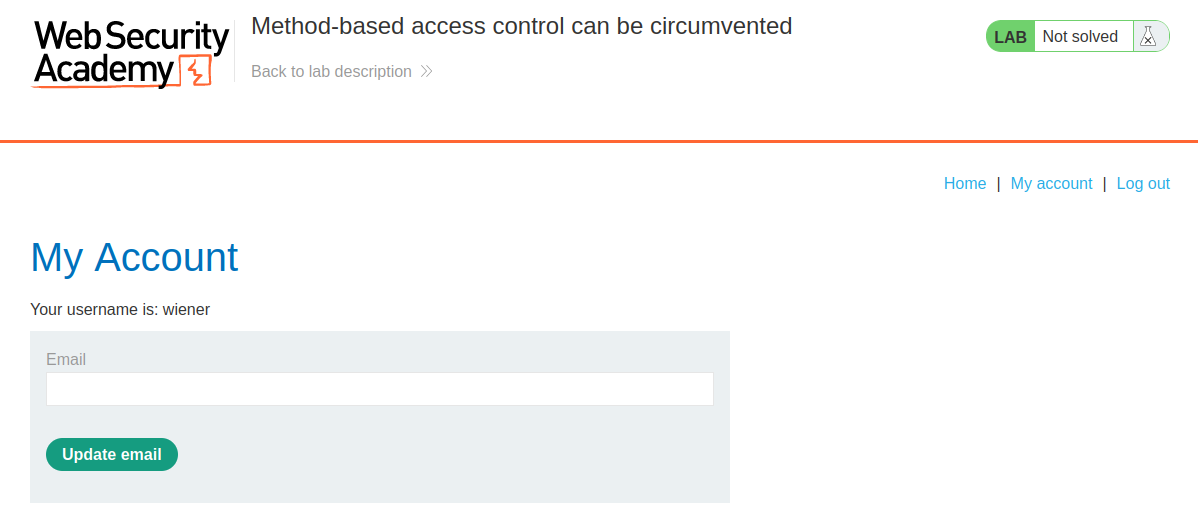 Web Security
Academy
Method-based access control can be circumvented
Back to lab description
LAB Not solved
Home | My account | Log out
My Account
Your username is: wiener
Email
Update email